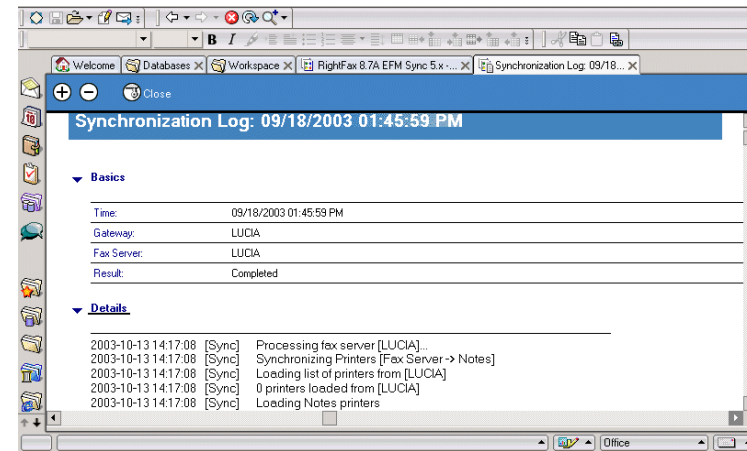 B I
Welcome Databases Workspace RightFax 8.7A EFM Sync 5.x -... Synchronization Log: 09/18...
Close
Synchronization Log: 09/18/2003 01:45:59 PM
Basics
Time: 09/18/2003 01:45:59 PM
Gateway: LUCIA
Fax Server: LUCIA
Result: Completed
Details
2003-10-13 14:17:08 [Sync] Processing fax server [LUCIA]...
2003-10-13 14:17:08 [Sync] Synchronizing Printers [Fax Server -> Notes]
2003-10-13 14:17:08 [Sync] Loading list of printers from [LUCIA]
2003-10-13 14:17:08 [Sync] 0 printers loaded from [LUCIA]
2003-10-13 14:17:08 [Sync] Loading Notes printers
Office